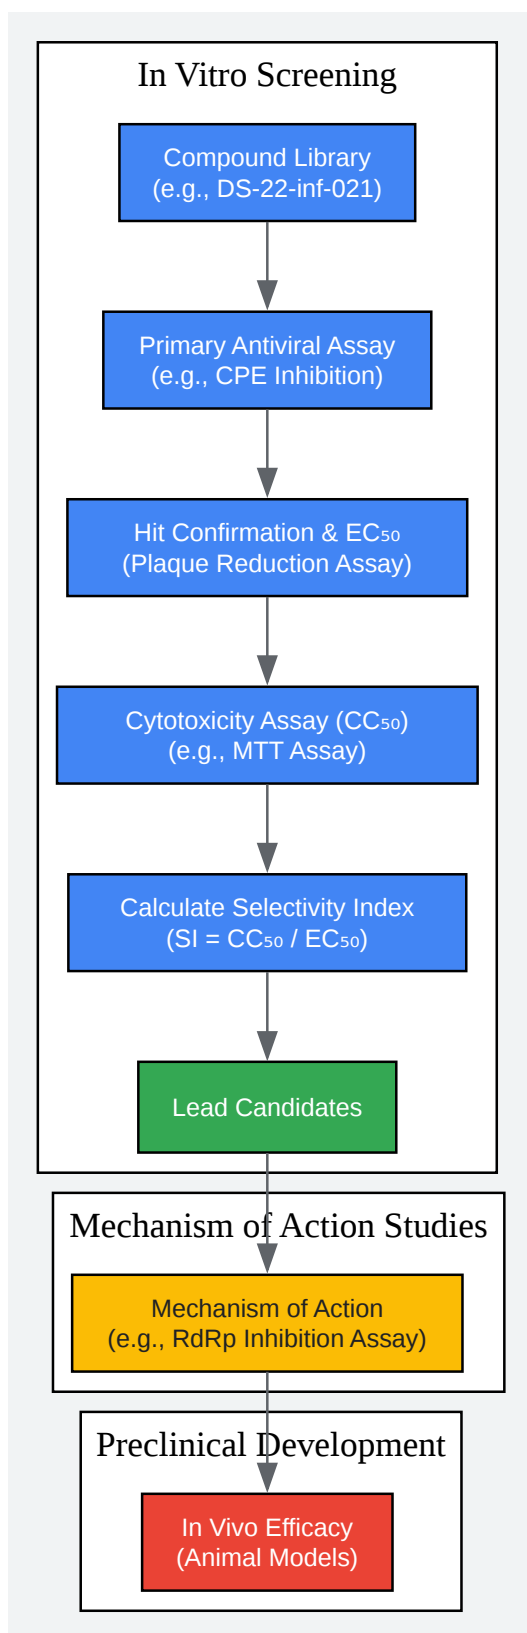 In Vitro Screening
Compound Library
(e.g., DS-22-inf-021)
Primary Antiviral Assay
(e.g., CPE Inhibition)
Hit Confirmation & EC₅₀
(Plaque Reduction Assay)
Cytotoxicity Assay (CC₅₀)
(e.g., MTT Assay)
Calculate Selectivity Index
(SI = CC₅₀ / EC₅₀)
Lead Candidates
Mechanism of Action Studies
Mechanism of Action
(e.g., RdRp Inhibition Assay)
Preclinical Development
In Vivo Efficacy
(Animal Models)